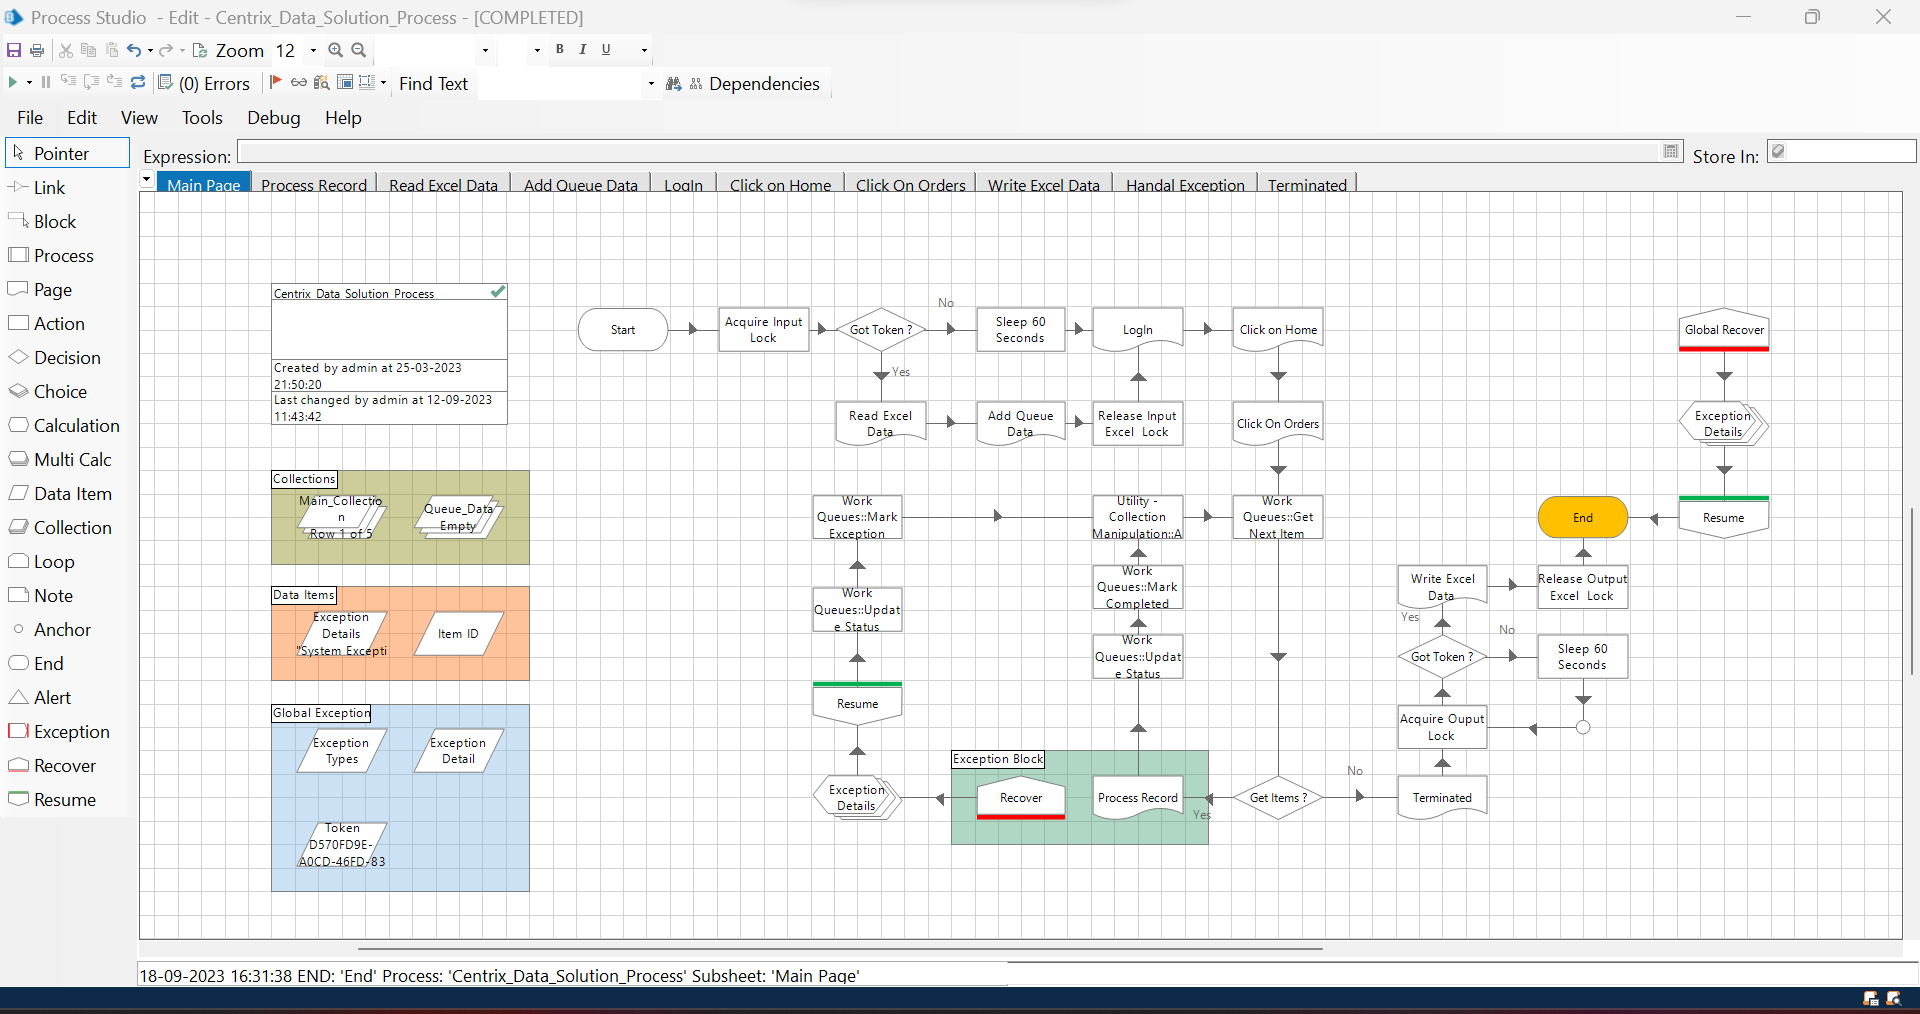 Process Studio - Edit - Centrix_Data_Solution_Process - [COMPLETED]
Zoom 12 B I U
(0) Errors Find Text Dependencies
File Edit View Tools Debug Help
Expression: Store In:
Main Page Process Record Read Excel Data Add Queue Data LogIn Click on Home Click On Orders Write Excel Data Handal Exception Terminated
Pointer
Link
Block
Process
Page
Action
Decision
Choice
Calculation
Multi Calc
Data Item
Collection
Loop
Note
Anchor
End
Alert
Exception
Recover
Resume
Centrix Data Solution Process
Created by admin at 25-03-2023
21:50:20
Last changed by admin at 12-09-2023
11:43:42
Collections
Main_Collectio
n
Row 1 of 5
Queue_Data
Empty
Data Items
Exception
Details
"System Excepti
Item ID
Global Exception
Exception
Types
Exception
Detail
Token
D570FD9E-
A0CD-46FD-83
Start
Acquire Input
Lock
Got Token ?
No
Yes
Sleep 60
Seconds
LogIn
Click on Home
Read Excel
Data
Add Queue
Data
Release Input
Excel Lock
Click On Orders
Work
Queues::Mark
Exception
Utility -
Collection
Manipulation::A
Work
Queues::Get
Next Item
Work
Queues::Updat
e Status
Work
Queues::Mark
Completed
Work
Queues::Updat
e Status
Resume
Exception
Details
Exception Block
Recover
Process Record
Yes
Get Items ?
No
Terminated
Acquire Ouput
Lock
Got Token ?
Yes
No
Sleep 60
Seconds
Write Excel
Data
Release Output
Excel Lock
End
Global Recover
Exception
Details
Resume
18-09-2023 16:31:38 END: 'End' Process: 'Centrix_Data_Solution_Process' Subsheet: 'Main Page'